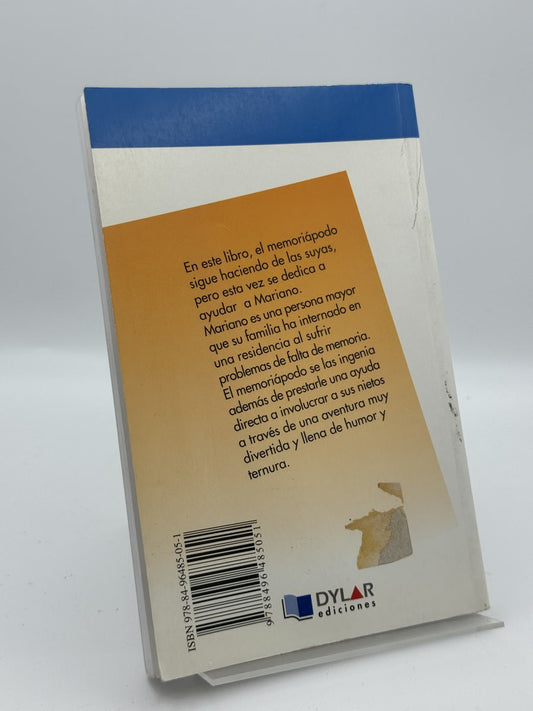 En este libro, el memoriápodo
sigue haciendo de las suyas,
pero esta vez se dedica a
ayudar a Mariano.
Mariano es una persona mayor
que su familia ha internado en
una residencia al sufrir
problemas de falta de memoria.
El memoriápodo se las ingenia
además de prestarle una ayuda
directa a involucrar a sus nietos
a través de una aventura muy
divertida y llena de humor y
ternura.
ISBN 978-84-96485-05-1
9788496485051
DYLAR
ediciones